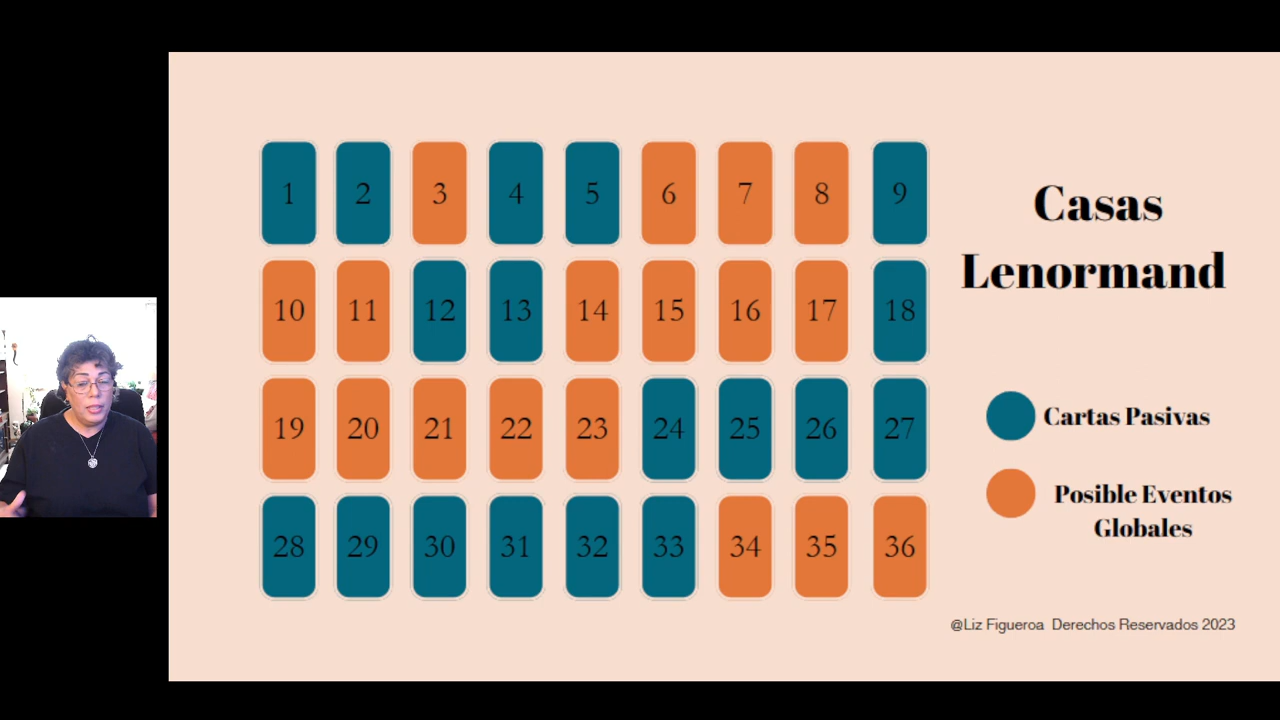 1 2 3 4 5 6 7 8 9
10 11 12 13 14 15 16 17 18
19 20 21 22 23 24 25 26 27
28 29 30 31 32 33 34 35 36
Casas
Lenormand
Cartas Pasivas
Posible Eventos
Globales
@Liz Figueroa Derechos Reservados 2023